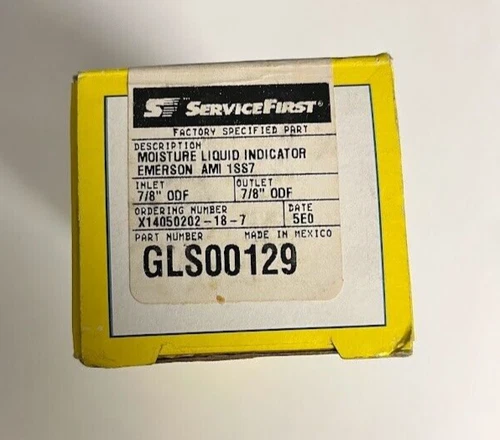 ServiceFirst®
FACTORY SPECIFIED PART
DESCRIPTION
MOISTURE LIQUID INDICATOR
EMERSON AMI 1SS7
INLET OUTLET
7/8" ODF 7/8" ODF
ORDERING NUMBER DATE
X14050202-18-7 5E0
PART NUMBER MADE IN MEXICO
GLS00129